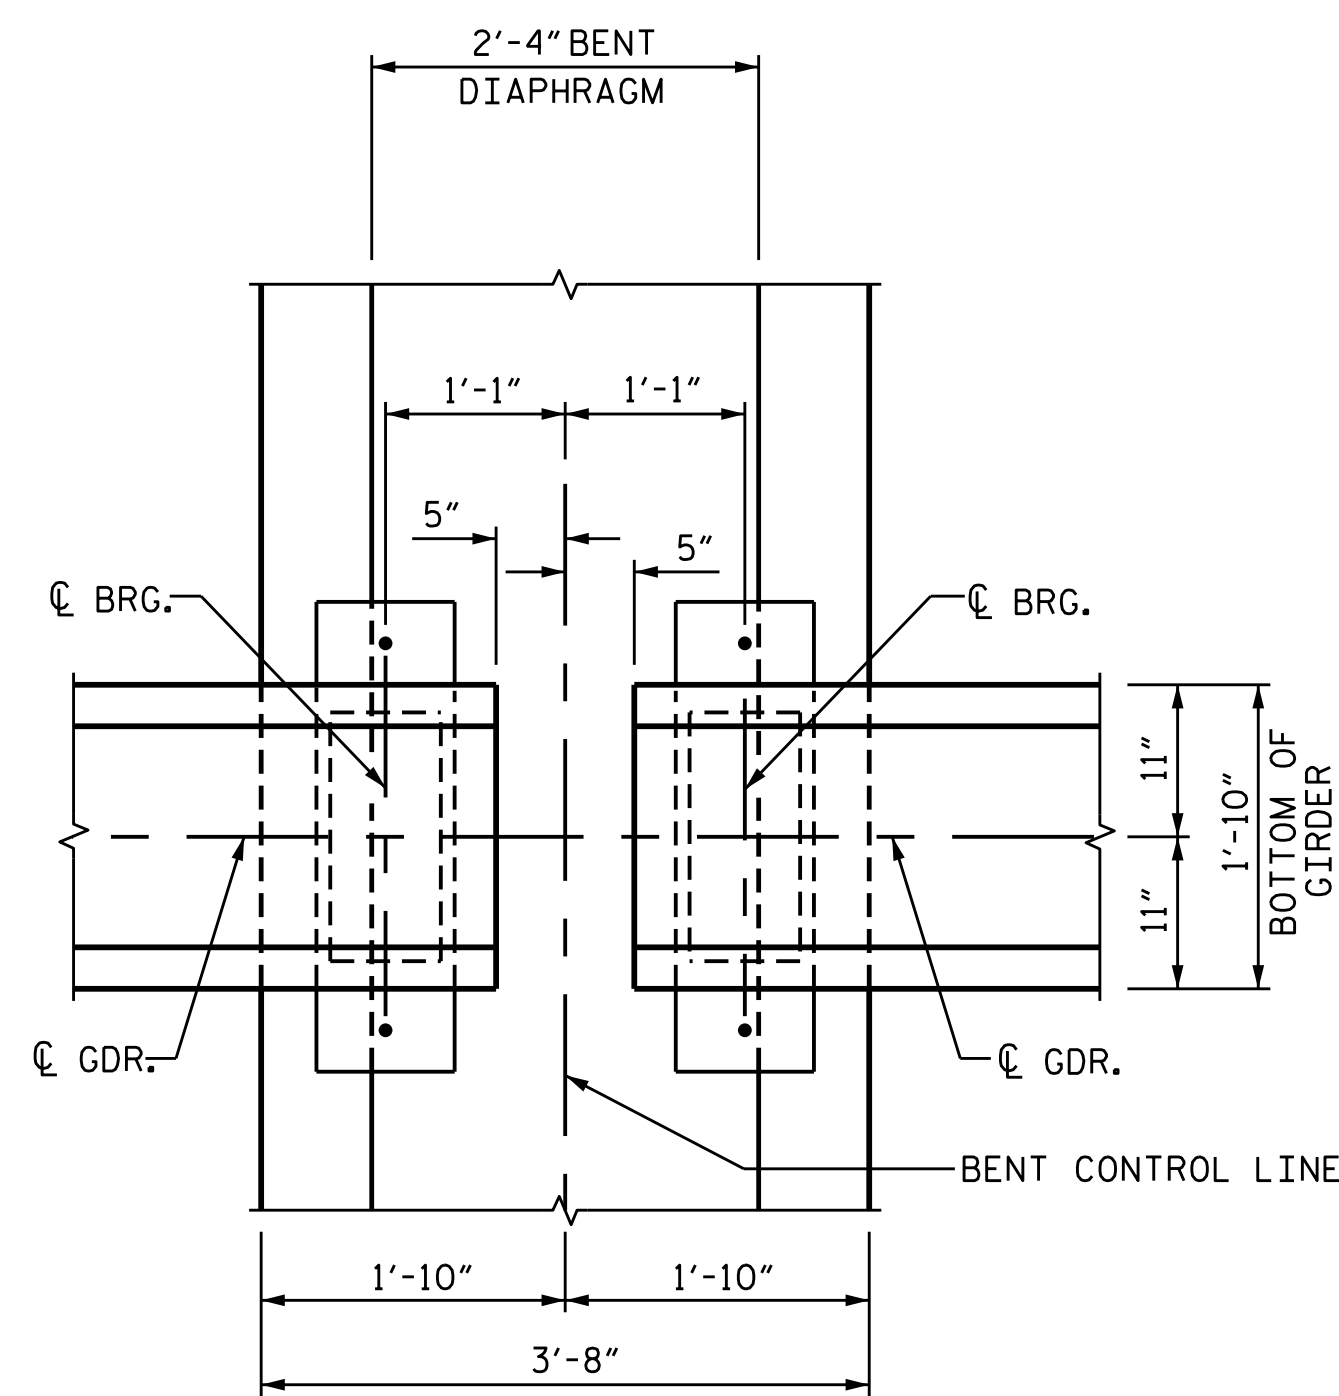 2'-4" BENT
DIAPHRAGM
1'-1"
1'-1"
5"
5"
℄ BRG.
℄ BRG.
11"
1'-10"
BOTTOM OF
GIRDER
11"
℄ GDR.
℄ GDR.
BENT CONTROL LINE
1'-10"
1'-10"
3'-8"